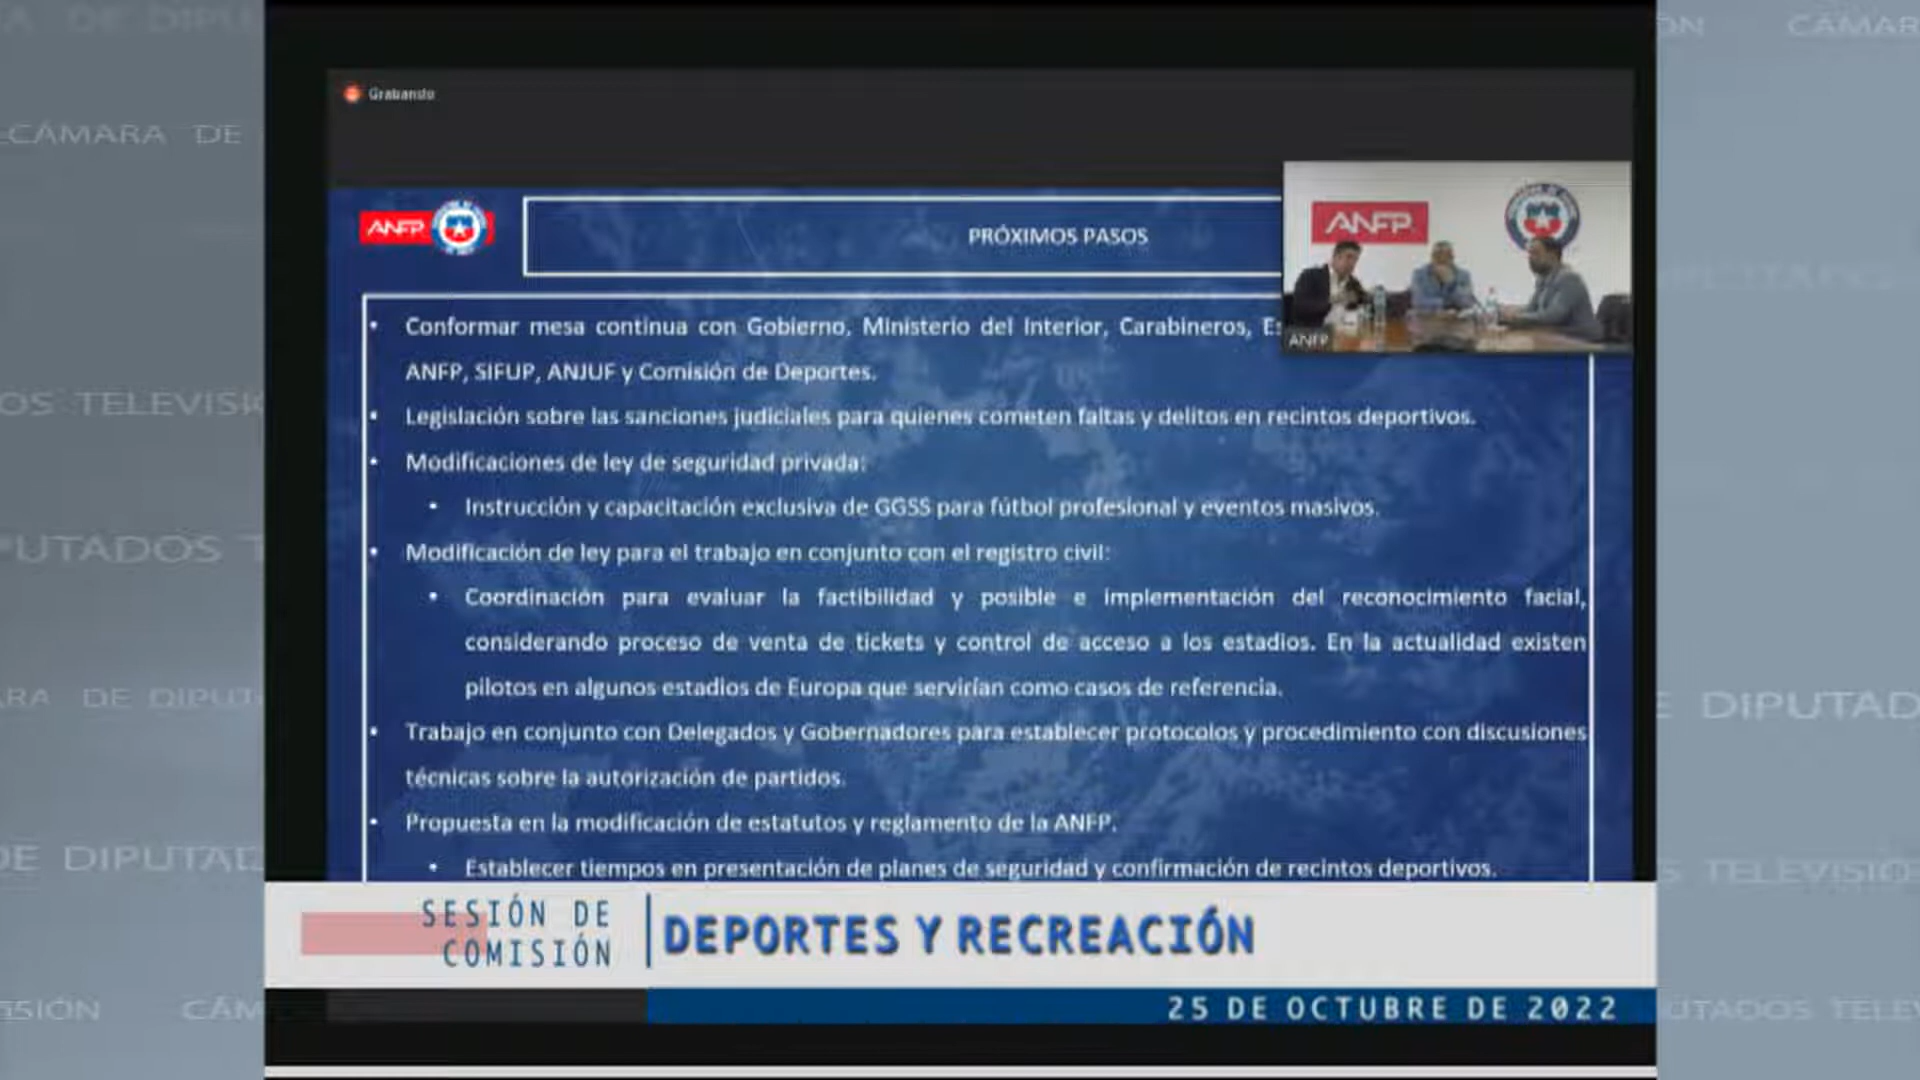 Grabando
ANFP
PRÓXIMOS PASOS
ANFP
ANFP
• Conformar mesa continua con Gobierno, Ministerio del Interior, Carabineros,
ANFP, SIFUP, ANJUF y Comisión de Deportes.
• Legislación sobre las sanciones judiciales para quienes cometen faltas y delitos en recintos deportivos.
• Modificaciones de ley de seguridad privada:
• Instrucción y capacitación exclusiva de GGSS para fútbol profesional y eventos masivos.
• Modificación de ley para el trabajo en conjunto con el registro civil:
• Coordinación para evaluar la factibilidad y posible e implementación del reconocimiento facial,
considerando proceso de venta de tickets y control de acceso a los estadios. En la actualidad existen
pilotos en algunos estadios de Europa que servirían como casos de referencia.
• Trabajo en conjunto con Delegados y Gobernadores para establecer protocolos y procedimiento con discusiones
técnicas sobre la autorización de partidos.
• Propuesta en la modificación de estatutos y reglamento de la ANFP.
• Establecer tiempos en presentación de planes de seguridad y confirmación de recintos deportivos.
SESIÓN DE
COMISIÓN
DEPORTES Y RECREACIÓN
25 DE OCTUBRE DE 2022
CÁMARA DE
DE DIPUTAD